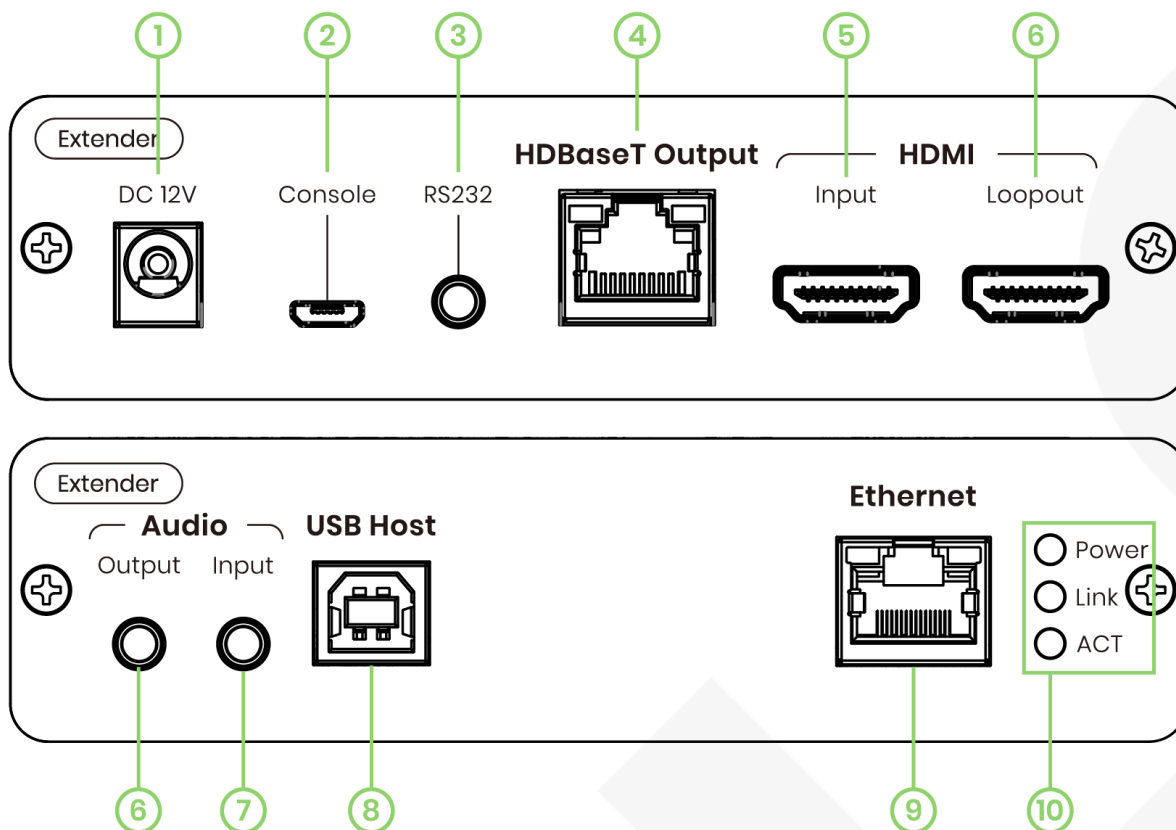 1 2 3 4 5 6
Extender
HDBaseT Output HDMI
DC 12V Console RS232 Input Loopout
Extender
Audio USB Host Ethernet
Output Input
Power
Link
ACT
6 7 8 9 10